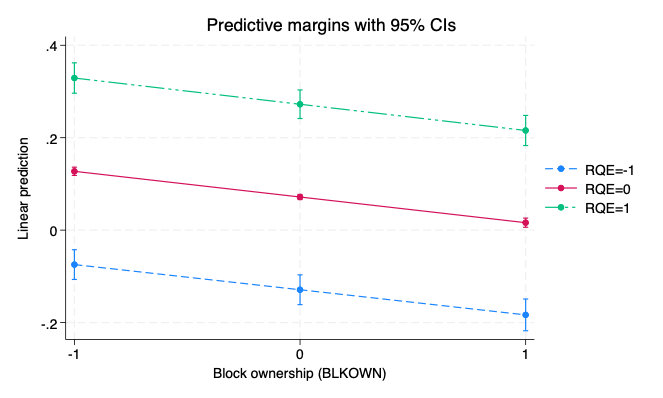 Predictive margins with 95% CIs
Linear prediction
.4
.2
0
-.2
-1
0
1
Block ownership (BLKOWN)
RQE=-1
RQE=0
RQE=1